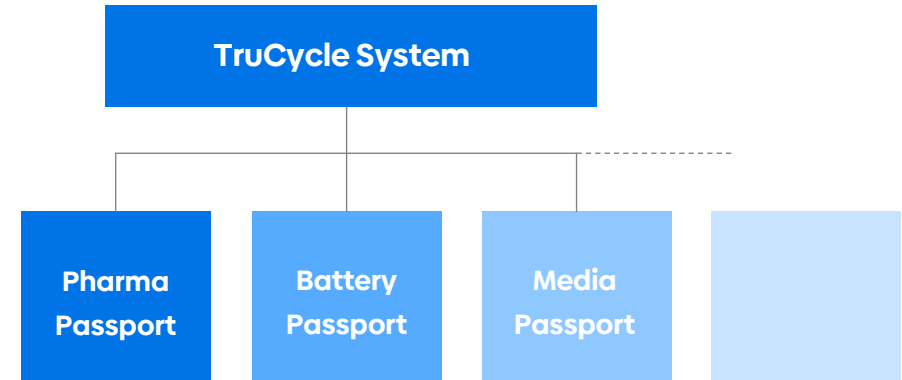 TruCycle System
Pharma
Passport
Battery
Passport
Media
Passport